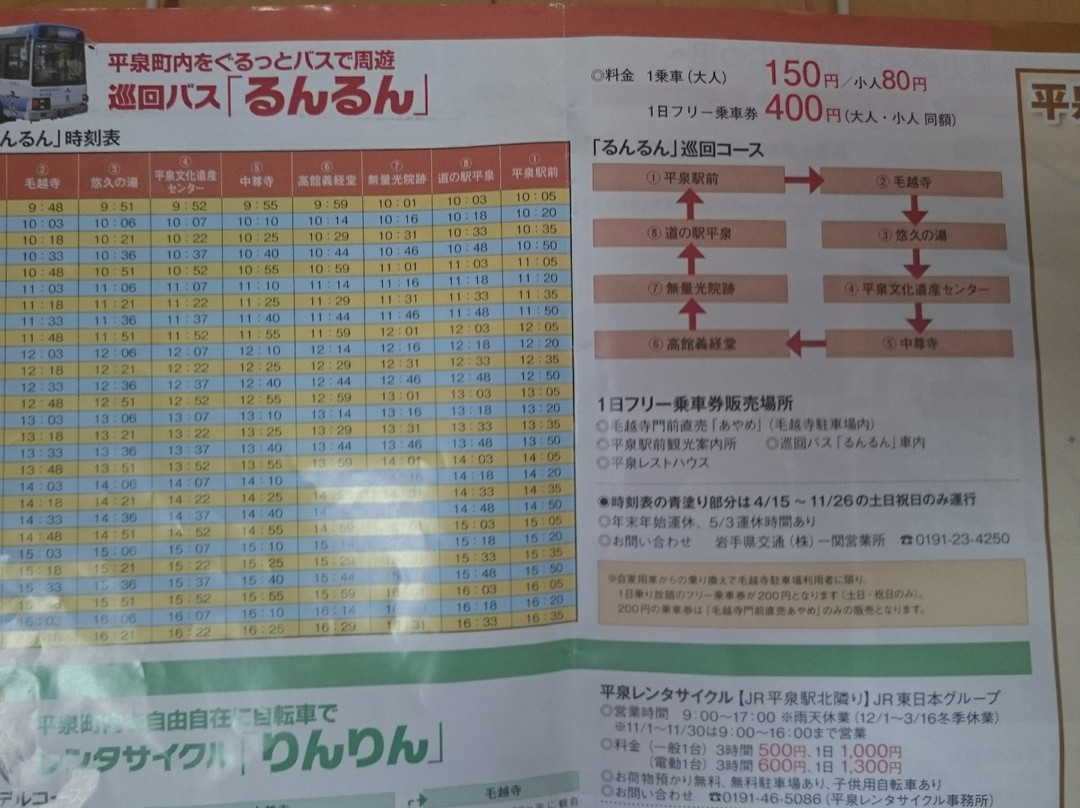 平泉町内をぐるっとバスで周遊
巡回バス「るんるん」
んるん」時刻表
② 毛越寺 ③ 悠久の湯 ④ 平泉文化遺産センター ⑤ 中尊寺 ⑥ 高館義経堂 ⑦ 無量光院跡 ⑧ 道の駅平泉 ① 平泉駅前
9:48 9:51 9:52 9:55 9:59 10:01 10:03 10:05
10:03 10:06 10:07 10:10 10:14 10:16 10:18 10:20
10:18 10:21 10:22 10:25 10:29 10:31 10:33 10:35
10:33 10:36 10:37 10:40 10:44 10:46 10:48 10:50
10:48 10:51 10:52 10:55 10:59 11:01 11:03 11:05
11:03 11:06 11:07 11:10 11:14 11:16 11:18 11:20
11:18 11:21 11:22 11:25 11:29 11:31 11:33 11:35
11:33 11:36 11:37 11:40 11:44 11:46 11:48 11:50
11:48 11:51 11:52 11:55 11:59 12:01 12:03 12:05
12:03 12:06 12:07 12:10 12:14 12:16 12:18 12:20
12:18 12:21 12:22 12:25 12:29 12:31 12:33 12:35
12:33 12:36 12:37 12:40 12:44 12:46 12:48 12:50
12:48 12:51 12:52 12:55 12:59 13:01 13:03 13:05
13:03 13:06 13:07 13:10 13:14 13:16 13:18 13:20
13:18 13:21 13:22 13:25 13:29 13:31 13:33 13:35
13:33 13:36 13:37 13:40 13:44 13:46 13:48 13:50
13:48 13:51 13:52 13:55 13:59 14:01 14:03 14:05
14:03 14:06 14:07 14:10 14:18 14:20
14:18 14:21 14:22 14:25 14:31 14:33 14:35
14:33 14:36 14:37 14:40 14:48 14:50
14:48 14:51 14:52 14:55 14:59 15:03 15:05
15:03 15:06 15:07 15:10 15:18 15:20
15:18 15:21 15:22 15:25 15:29 15:33 15:35
15:33 15:36 15:37 15:40 15:44 15:48 15:50
15:51 15:52 15:55 15:59 16:03 16:05
16:03 16:06 16:07 16:10 16:14 16:18 16:20
16:21 16:22 16:25 16:29 16:31 16:33 16:35
◎料金 1乗車(大人) 150円/小人80円
1日フリー乗車券 400円(大人・小人 同額)
「るんるん」巡回コース
① 平泉駅前 ② 毛越寺
⑧ 道の駅平泉 ③ 悠久の湯
⑦ 無量光院跡 ④ 平泉文化遺産センター
⑥ 高館義経堂 ⑤ 中尊寺
1日フリー乗車券販売場所
◎毛越寺門前直売「あやめ」(毛越寺駐車場内)
◎平泉駅前観光案内所 ◎巡回バス「るんるん」車内
◎平泉レストハウス
◉時刻表の青塗り部分は4/15~11/26の土日祝日のみ運行
◎年末年始運休、5/3運休時間あり
◎お問い合わせ 岩手県交通(株)一関営業所 ☎0191-23-4250
※自家用車からの乗り換えで毛越寺駐車場利用者に限り、
1日乗り放題のフリー乗車券が200円となります(土日・祝日のみ)。
200円の乗車券は「毛越寺門前直売あやめ」のみの販売となります。
平泉
平泉町内を自由自在に自転車で
レンタサイクル「りんりん」
デルコース
毛越寺
平泉レンタサイクル【JR平泉駅北隣り】JR東日本グループ
◎営業時間 9:00~17:00 ※雨天休業(12/1~3/16冬季休業)
※11/1~11/30は9:00~16:00まで営業
◎料金(一般1台)3時間 500円、1日 1,000円
(電動1台)3時間 600円、1日 1,300円
◎お荷物預かり無料、無料駐車場あり、子供用自転車あり
◎お問い合わせ ☎0191-46-5086(平泉レンタサイクル事務所)